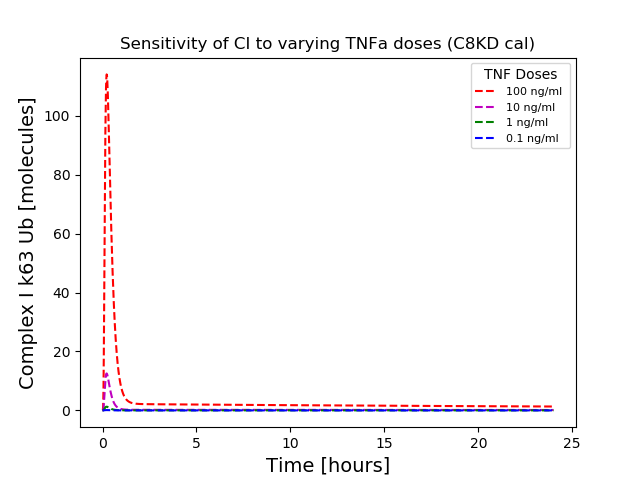 Sensitivity of CI to varying TNFa doses (C8KD cal)
TNF Doses
100 ng/ml
10 ng/ml
1 ng/ml
0.1 ng/ml
Complex I k63 Ub [molecules]
100
80
60
40
20
0
0 5 10 15 20 25
Time [hours]